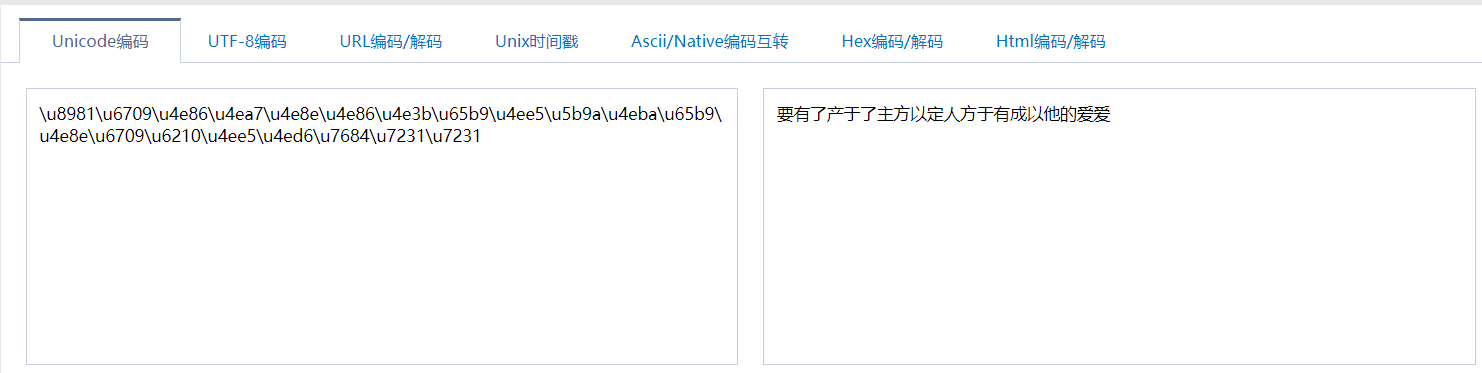 Unicode编码 UTF-8编码 URL编码/解码 Unix时间戳 Ascii/Native编码互转 Hex编码/解码 Html编码/解码
\u8981\u6709\u4e86\u4ea7\u4e8e\u4e86\u4e3b\u65b9\u4ee5\u5b9a\u4eba\u65b9\
u4e8e\u6709\u6210\u4ee5\u4ed6\u7684\u7231\u7231
要有了产于了主方以定人方于有成以他的爱爱